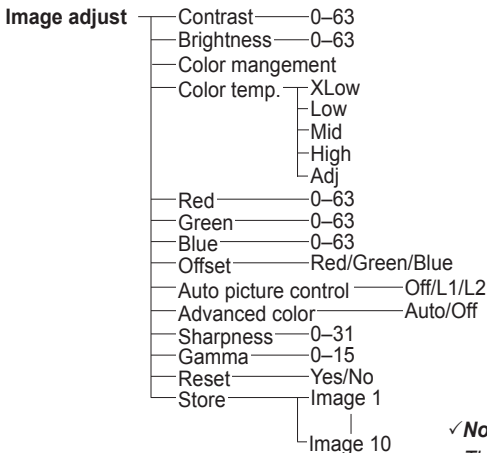 Image adjust Contrast 0–63
Brightness 0–63
Color mangement
Color temp. XLow
Low
Mid
High
Adj
Red 0–63
Green 0–63
Blue 0–63
Offset Red/Green/Blue
Auto picture control Off/L1/L2
Advanced color Auto/Off
Sharpness 0–31
Gamma 0–15
Reset Yes/No
Store Image 1
Image 10
✓No